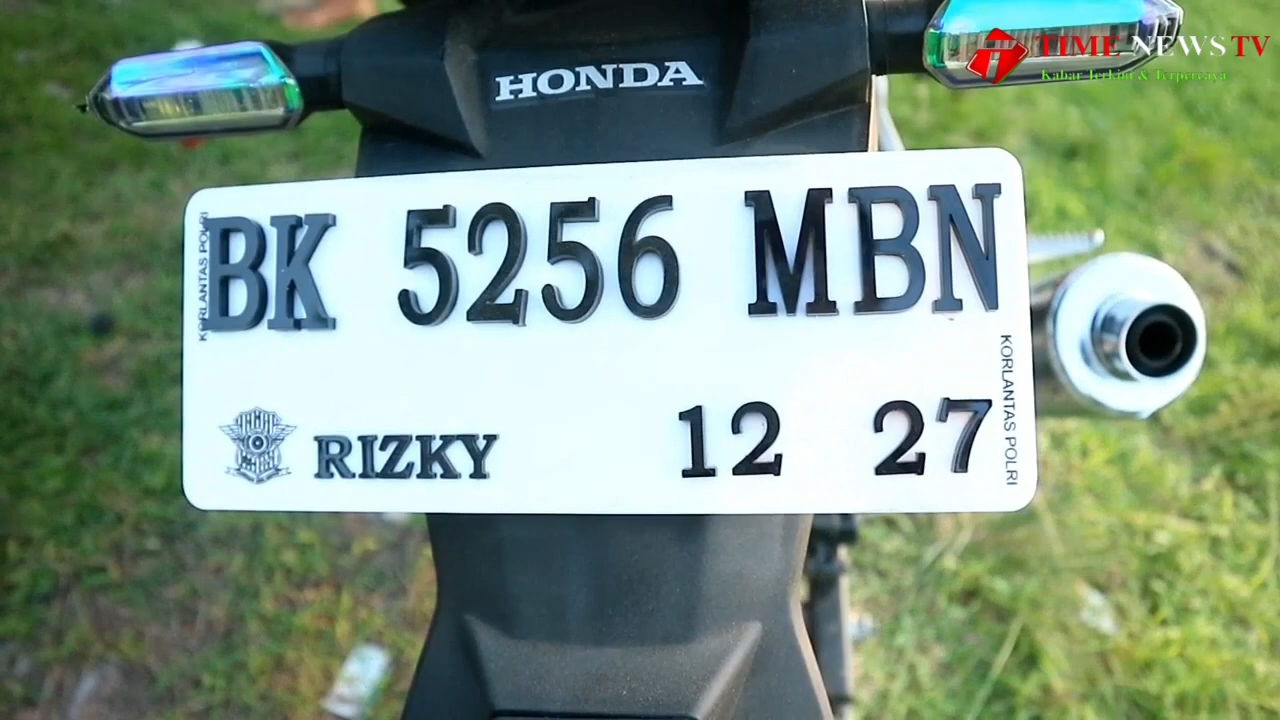 TIME NEWS TV
Kabar Terkini & Terpercaya
HONDA
KORLANTAS POLRI
BK 5256 MBN
KORLANTAS POLRI
RIZKY 12 27